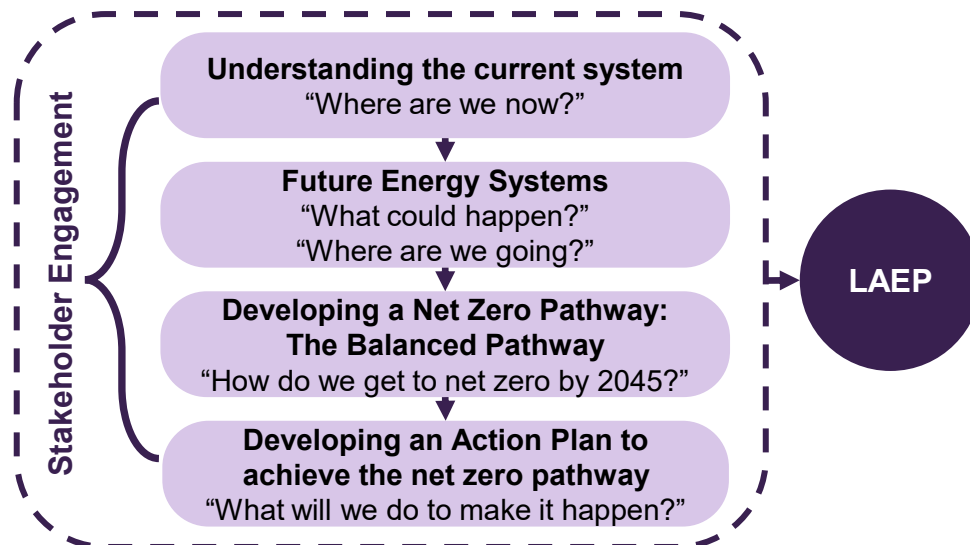 Stakeholder Engagement
Understanding the current system
“Where are we now?”
Future Energy Systems
“What could happen?”
“Where are we going?”
Developing a Net Zero Pathway:
The Balanced Pathway
“How do we get to net zero by 2045?”
Developing an Action Plan to
achieve the net zero pathway
“What will we do to make it happen?”
LAEP